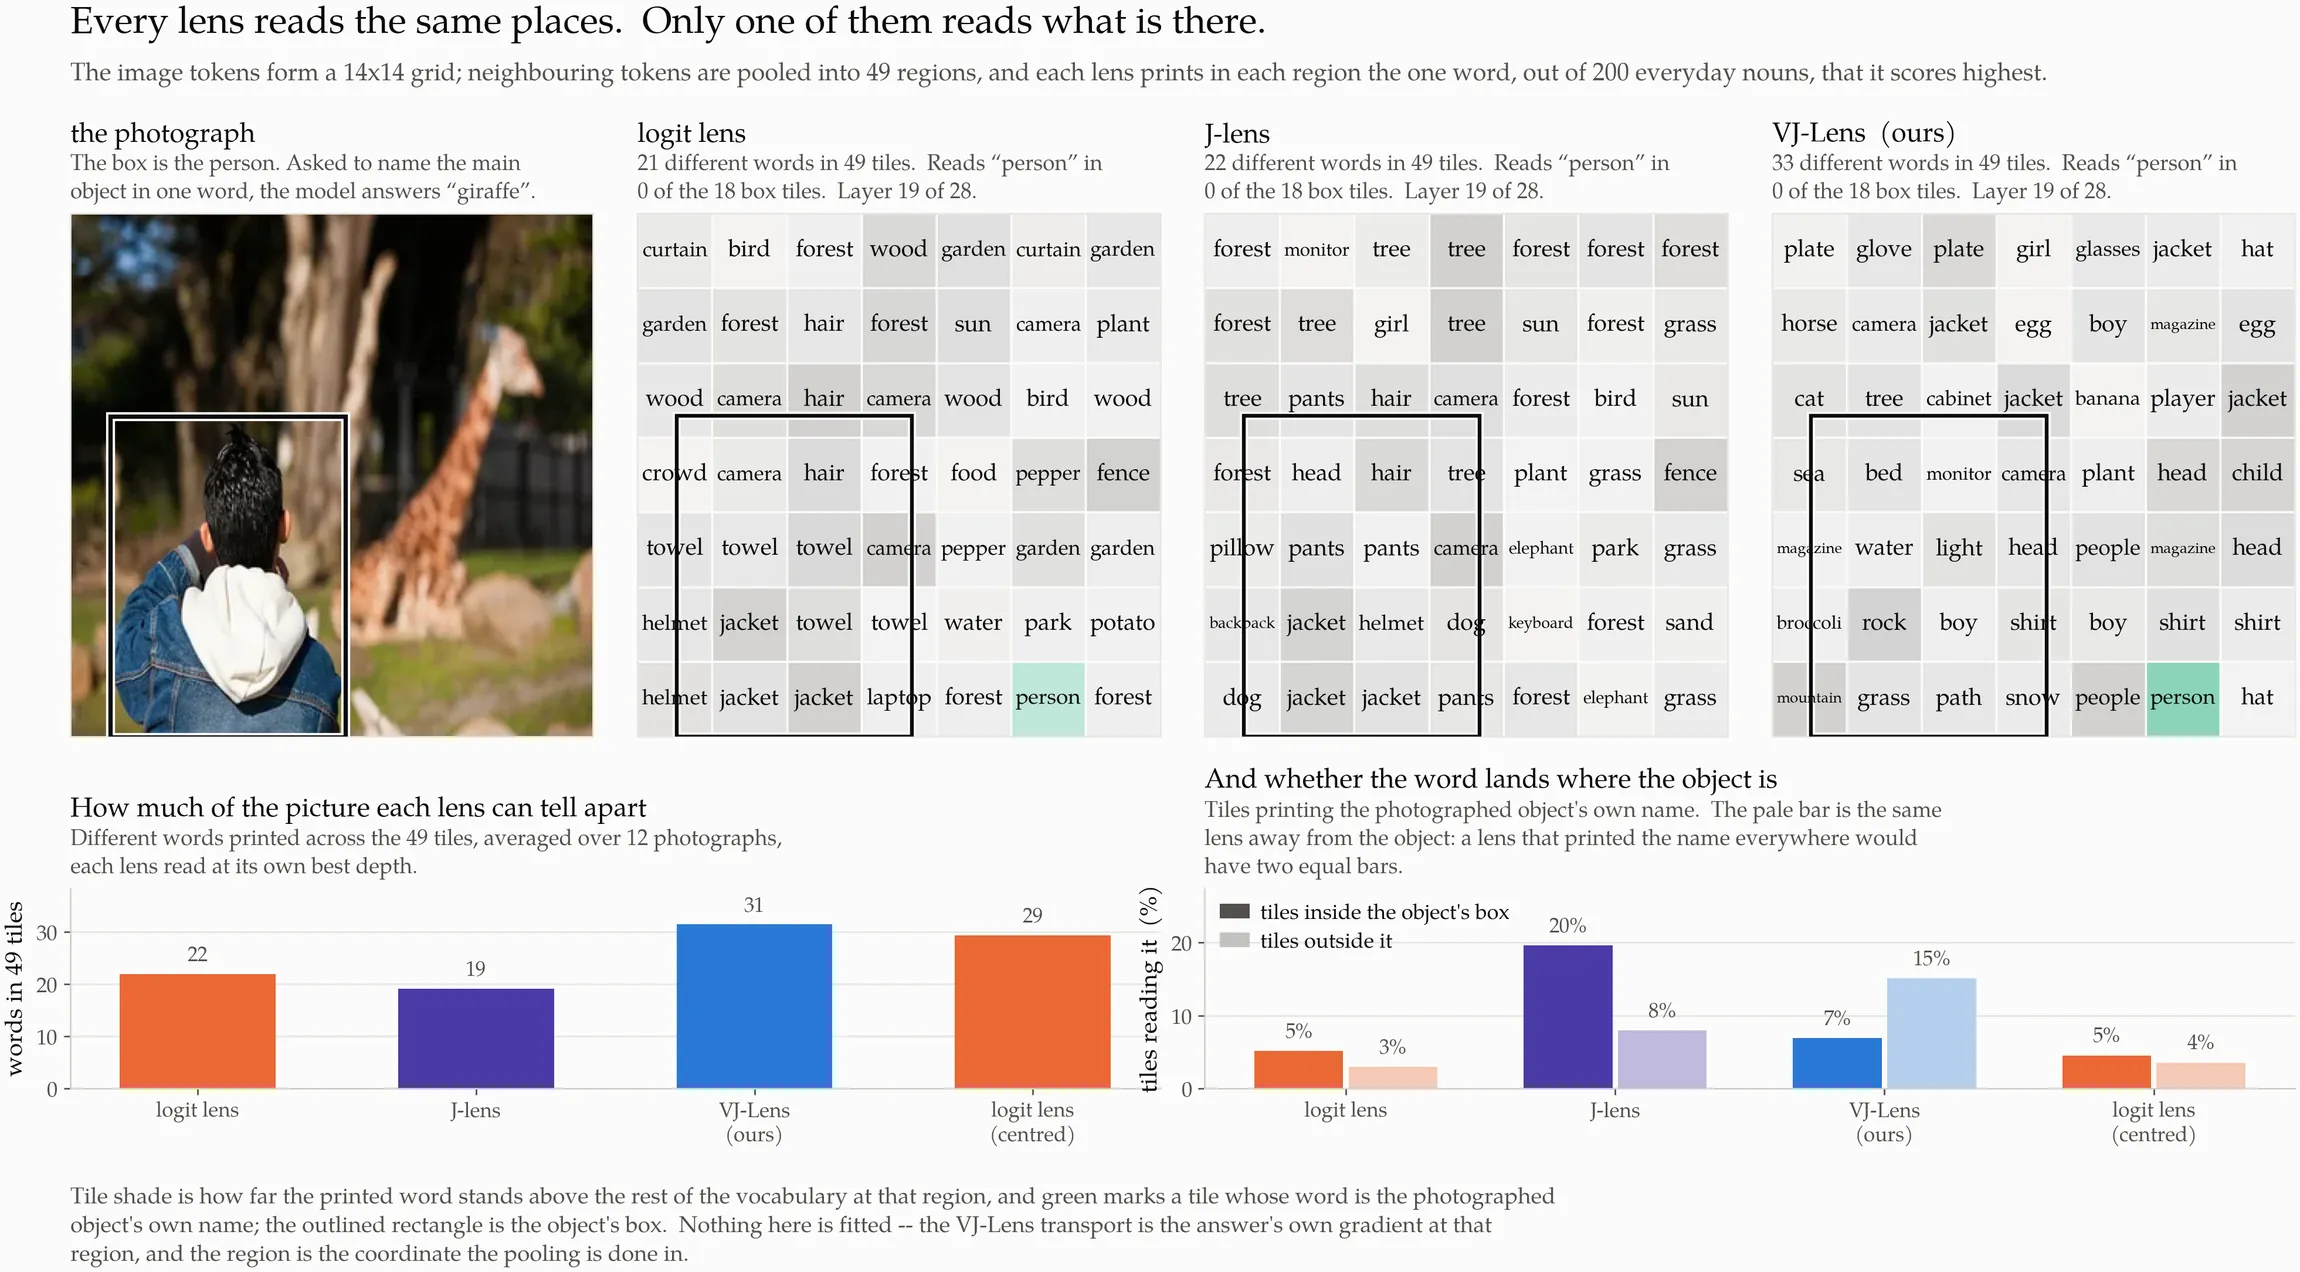 Every lens reads the same places.  Only one of them reads what is there.
The image tokens form a 14x14 grid; neighbouring tokens are pooled into 49 regions, and each lens prints in each region the one word, out of 200 everyday nouns, that it scores highest.
the photograph
The box is the person. Asked to name the main
object in one word, the model answers “giraffe”.
logit lens
21 different words in 49 tiles.  Reads “person” in
0 of the 18 box tiles.  Layer 19 of 28.
curtain bird forest wood garden curtain garden
garden forest hair forest sun camera plant
wood camera hair camera wood bird wood
crowd camera hair forest food pepper fence
towel towel towel camera pepper garden garden
helmet jacket towel towel water park potato
helmet jacket jacket laptop forest person forest
J-lens
22 different words in 49 tiles.  Reads “person” in
0 of the 18 box tiles.  Layer 19 of 28.
forest monitor tree tree forest forest forest
forest tree girl tree sun forest grass
tree pants hair camera forest bird sun
forest head hair tree plant grass fence
pillow pants pants camera elephant park grass
backpack jacket helmet dog keyboard forest sand
dog jacket jacket pants forest elephant grass
VJ-Lens (ours)
33 different words in 49 tiles.  Reads “person” in
0 of the 18 box tiles.  Layer 19 of 28.
plate glove plate girl glasses jacket hat
horse camera jacket egg boy magazine egg
cat tree cabinet jacket banana player jacket
sea bed monitor camera plant head child
magazine water light head people magazine head
broccoli rock boy shirt boy shirt shirt
mountain grass path snow people person hat
How much of the picture each lens can tell apart
Different words printed across the 49 tiles, averaged over 12 photographs,
each lens read at its own best depth.
words in 49 tiles
30
20
10
0
22
19
31
29
logit lens
J-lens
VJ-Lens
(ours)
logit lens
(centred)
And whether the word lands where the object is
Tiles printing the photographed object's own name.  The pale bar is the same
lens away from the object: a lens that printed the name everywhere would
have two equal bars.
tiles reading it (%)
20
10
0
tiles inside the object's box
tiles outside it
5%
3%
20%
8%
7%
15%
5%
4%
logit lens
J-lens
VJ-Lens
(ours)
logit lens
(centred)
Tile shade is how far the printed word stands above the rest of the vocabulary at that region, and green marks a tile whose word is the photographed
object's own name; the outlined rectangle is the object's box.  Nothing here is fitted -- the VJ-Lens transport is the answer's own gradient at that
region, and the region is the coordinate the pooling is done in.